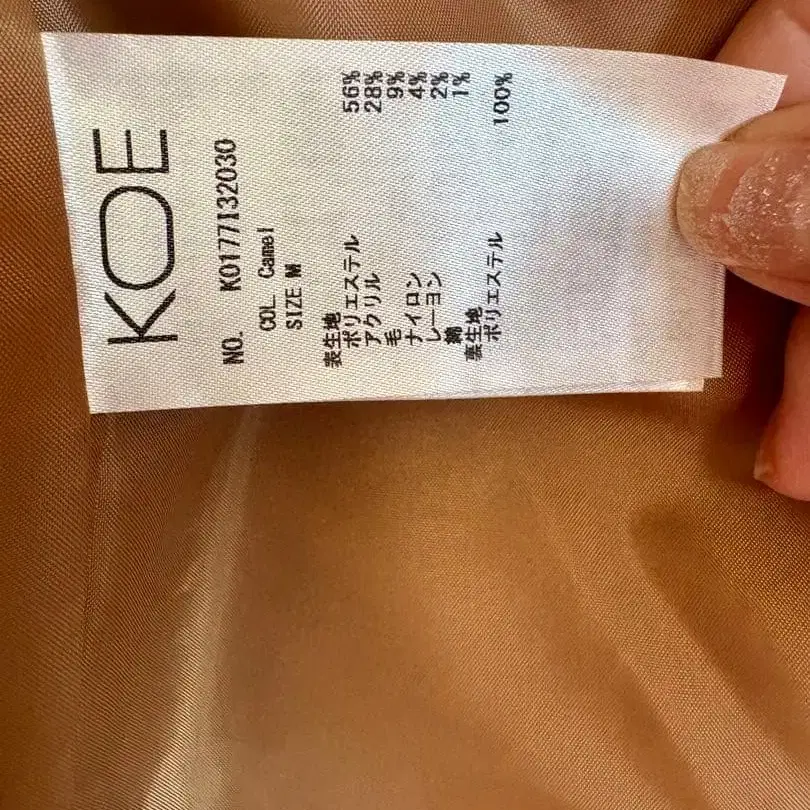 KOE
NO. K0177132030
COL. Camel
SIZE M
表生地
ポリエステル 56%
アクリル 28%
毛 9%
ナイロン 4%
レーヨン 2%
綿 1%
裏生地
ポリエステル 100%